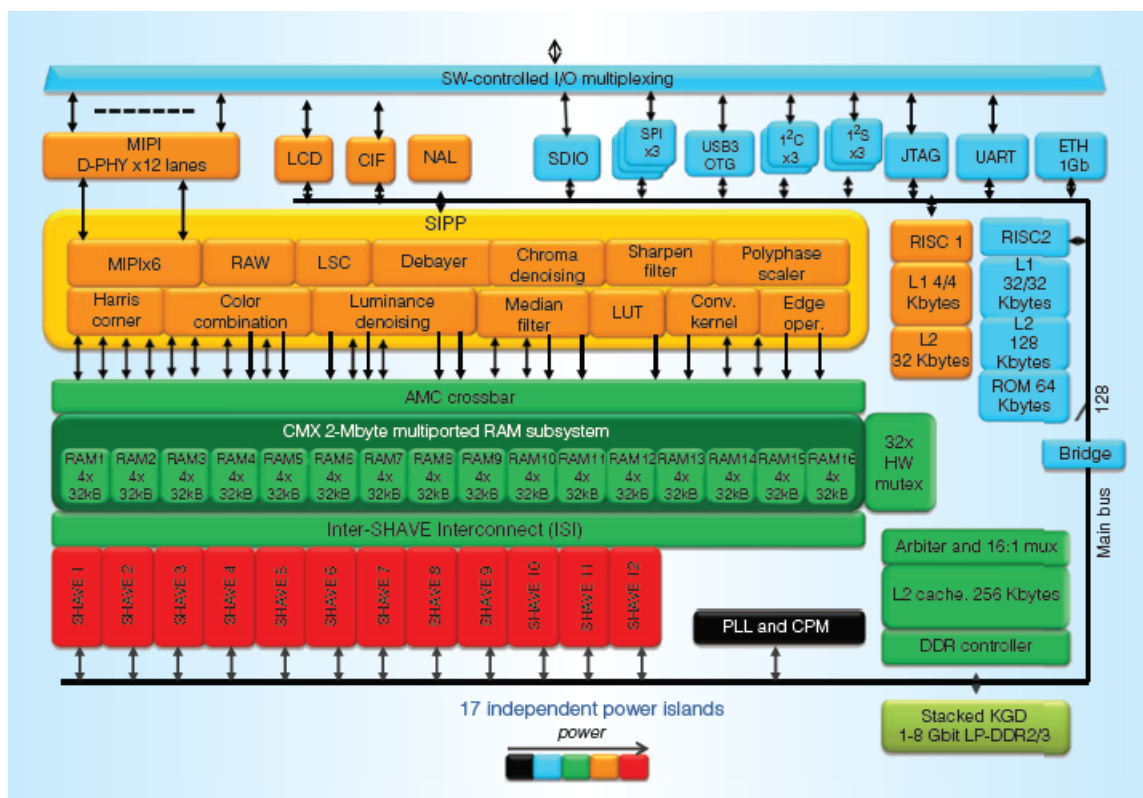 SW-controlled I/O multiplexing
MIPI
D-PHY x12 lanes
LCD
CIF
NAL
SDIO
SPI
x3
USB3
OTG
1²C
x3
1²S
x3
JTAG
UART
ETH
1Gb
SIPP
MIPIx6
RAW
LSC
Debayer
Chroma
denoising
Sharpen
filter
Polyphase
scaler
Harris
corner
Color
combination
Luminance
denoising
Median
filter
LUT
Conv.
kernel
Edge
oper.
RISC 1
L1 4/4
Kbytes
L2
32 Kbytes
RISC2
L1
32/32
Kbytes
L2
128
Kbytes
ROM 64
Kbytes
128
Bridge
Main bus
AMC crossbar
CMX 2-Mbyte multiported RAM subsystem
RAM1
4x
32kB
RAM2
4x
32kB
RAM3
4x
32kB
RAM4
4x
32kB
RAM5
4x
32kB
RAM6
4x
32kB
RAM7
4x
32kB
RAM8
4x
32kB
RAM9
4x
32kB
RAM10
4x
32kB
RAM11
4x
32kB
RAM12
4x
32kB
RAM13
4x
32kB
RAM14
4x
32kB
RAM15
4x
32kB
RAM16
4x
32kB
32x
HW
mutex
Inter-SHAVE Interconnect (ISI)
SHAVE 1
SHAVE 2
SHAVE 3
SHAVE 4
SHAVE 5
SHAVE 6
SHAVE 7
SHAVE 8
SHAVE 9
SHAVE 10
SHAVE 11
SHAVE 12
PLL and CPM
Arbiter and 16:1 mux
L2 cache. 256 Kbytes
DDR controller
Stacked KGD
1-8 Gbit LP-DDR2/3
17 independent power islands
power